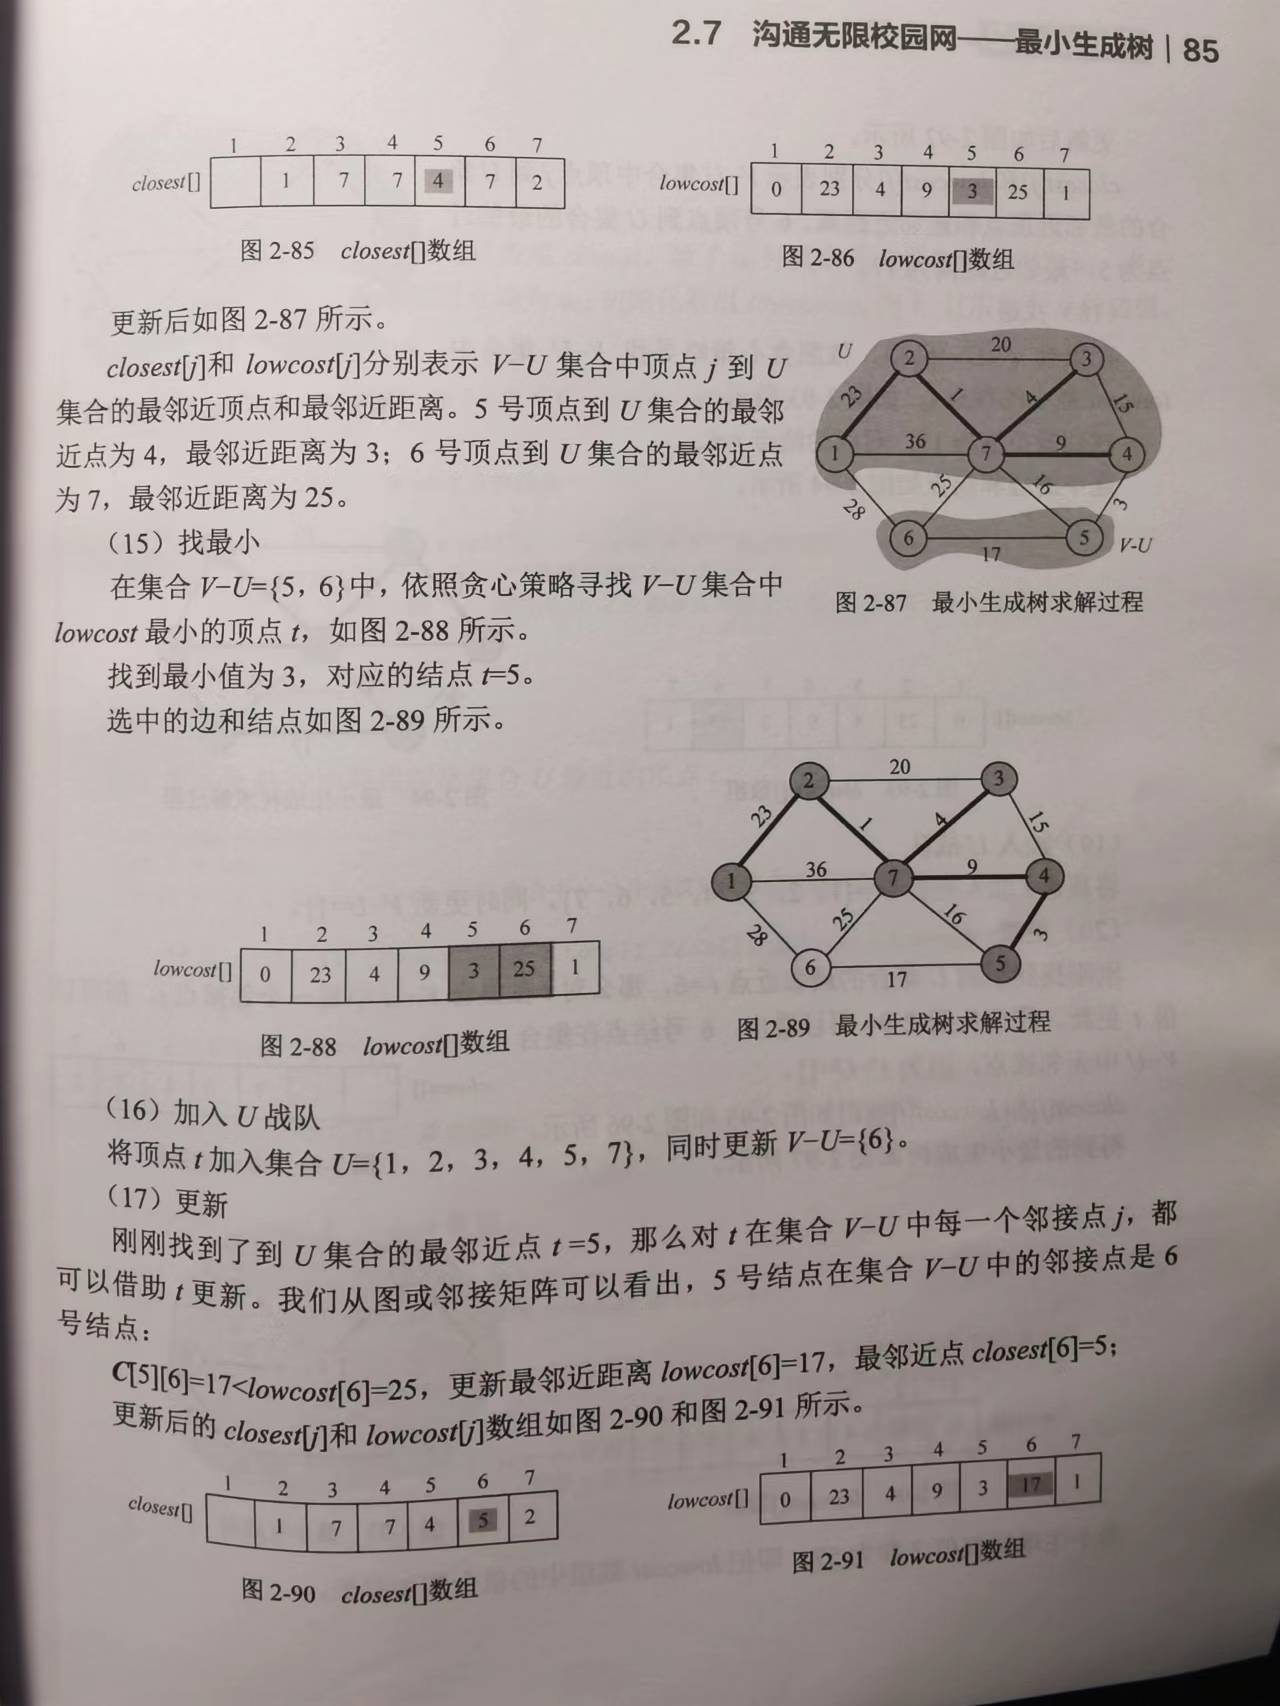 2.7 沟通无限校园网——最小生成树 | 85
1 2 3 4 5 6 7
closest[] 1 7 7 4 7 2
图 2-85 closest[]数组
1 2 3 4 5 6 7
lowcost[] 0 23 4 9 3 25 1
图 2-86 lowcost[]数组
更新后如图 2-87 所示。
closest[j]和 lowcost[j]分别表示 V−U 集合中顶点 j 到 U
集合的最邻近顶点和最邻近距离。5 号顶点到 U 集合的最邻
近点为 4，最邻近距离为 3；6 号顶点到 U 集合的最邻近点
为 7，最邻近距离为 25。
（15）找最小
在集合 V−U={5，6}中，依照贪心策略寻找 V−U 集合中
lowcost 最小的顶点 t，如图 2-88 所示。
找到最小值为 3，对应的结点 t=5。
选中的边和结点如图 2-89 所示。
U 2 20 3
23 1 4 15
1 36 7 9 4
28 25 16 3
6 17 5 V-U
图 2-87 最小生成树求解过程
1 2 3 4 5 6 7
lowcost[] 0 23 4 9 3 25 1
图 2-88 lowcost[]数组
2 20 3
23 1 4 15
1 36 7 9 4
28 25 16 3
6 17 5
图 2-89 最小生成树求解过程
（16）加入 U 战队
将顶点 t 加入集合 U={1，2，3，4，5，7}，同时更新 V−U={6}。
（17）更新
刚刚找到了到 U 集合的最邻近点 t =5，那么对 t 在集合 V−U 中每一个邻接点 j，都
可以借助 t 更新。我们从图或邻接矩阵可以看出，5 号结点在集合 V−U 中的邻接点是 6
号结点：
C[5][6]=17<lowcost[6]=25，更新最邻近距离 lowcost[6]=17，最邻近点 closest[6]=5；
更新后的 closest[j]和 lowcost[j]数组如图 2-90 和图 2-91 所示。
1 2 3 4 5 6 7
closest[] 1 7 7 4 5 2
图 2-90 closest[]数组
1 2 3 4 5 6 7
lowcost[] 0 23 4 9 3 17 1
图 2-91 lowcost[]数组